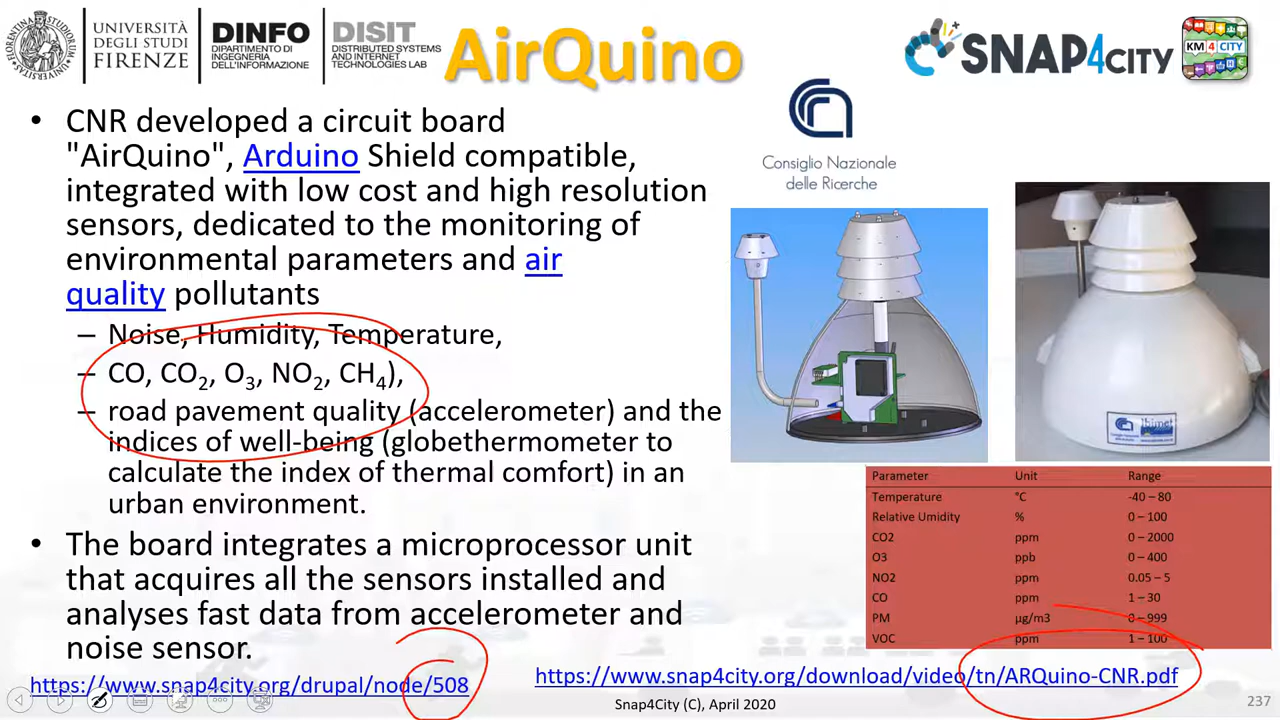 UNIVERSITÀ
DEGLI STUDI
FIRENZE
DINFO
DIPARTIMENTO DI
INGEGNERIA
DELL'INFORMAZIONE
DISIT
DISTRIBUTED SYSTEMS
AND INTERNET
TECHNOLOGIES LAB
AirQuino
SNAP4CITY
KM 4 CITY
• CNR developed a circuit board
"AirQuino", Arduino Shield compatible,
integrated with low cost and high resolution
sensors, dedicated to the monitoring of
environmental parameters and air
quality pollutants
– Noise, Humidity, Temperature,
– CO, CO2, O3, NO2, CH4),
– road pavement quality (accelerometer) and the
indices of well-being (globethermometer to
calculate the index of thermal comfort) in an
urban environment.
• The board integrates a microprocessor unit
that acquires all the sensors installed and
analyses fast data from accelerometer and
noise sensor.
https://www.snap4city.org/drupal/node/508
Consiglio Nazionale
delle Ricerche
Parameter Unit Range
Temperature °C -40 – 80
Relative Umidity % 0 – 100
CO2 ppm 0 – 2000
O3 ppb 0 – 400
NO2 ppm 0.05 – 5
CO ppm 1 – 30
PM µg/m3 0 – 999
VOC ppm 1 – 100
https://www.snap4city.org/download/video/tn/ARQuino-CNR.pdf
Snap4City (C), April 2020
237